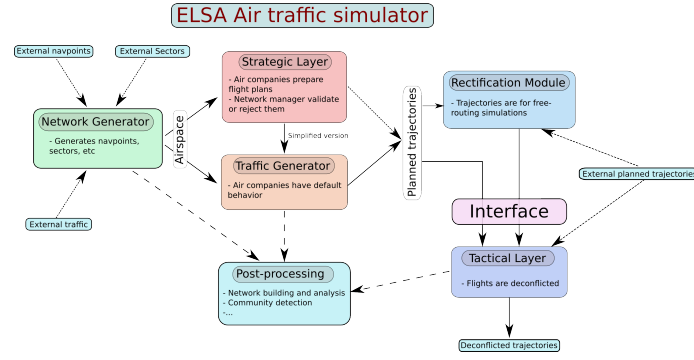 ELSA Air traffic simulator
External navpoints
External Sectors
Network Generator
- Generates navpoints,
sectors, etc
External traffic
Airspace
Strategic Layer
- Air companies prepare
flight plans
- Network manager validate
or reject them
Simplified version
Traffic Generator
- Air companies have default
behavior
Planned trajectories
Rectification Module
- Trajectories are for free-
routing simulations
External planned trajectories
Interface
Tactical Layer
- Flights are deconflicted
Post-processing
- Network building and analysis
- Community detection
-...
Deconflicted trajectories